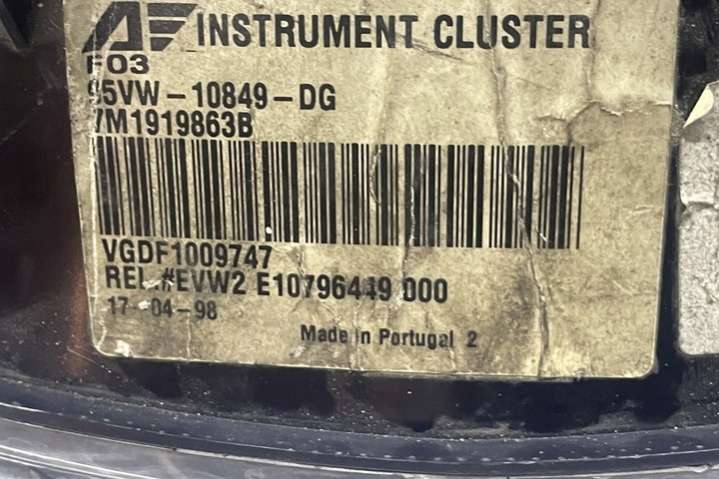 INSTRUMENT CLUSTER
F03
95VW-10849-DG
7M1919863B
VGDF1009747
REL.#EVW2 E10796449 000
17-04-98
Made in Portugal 2